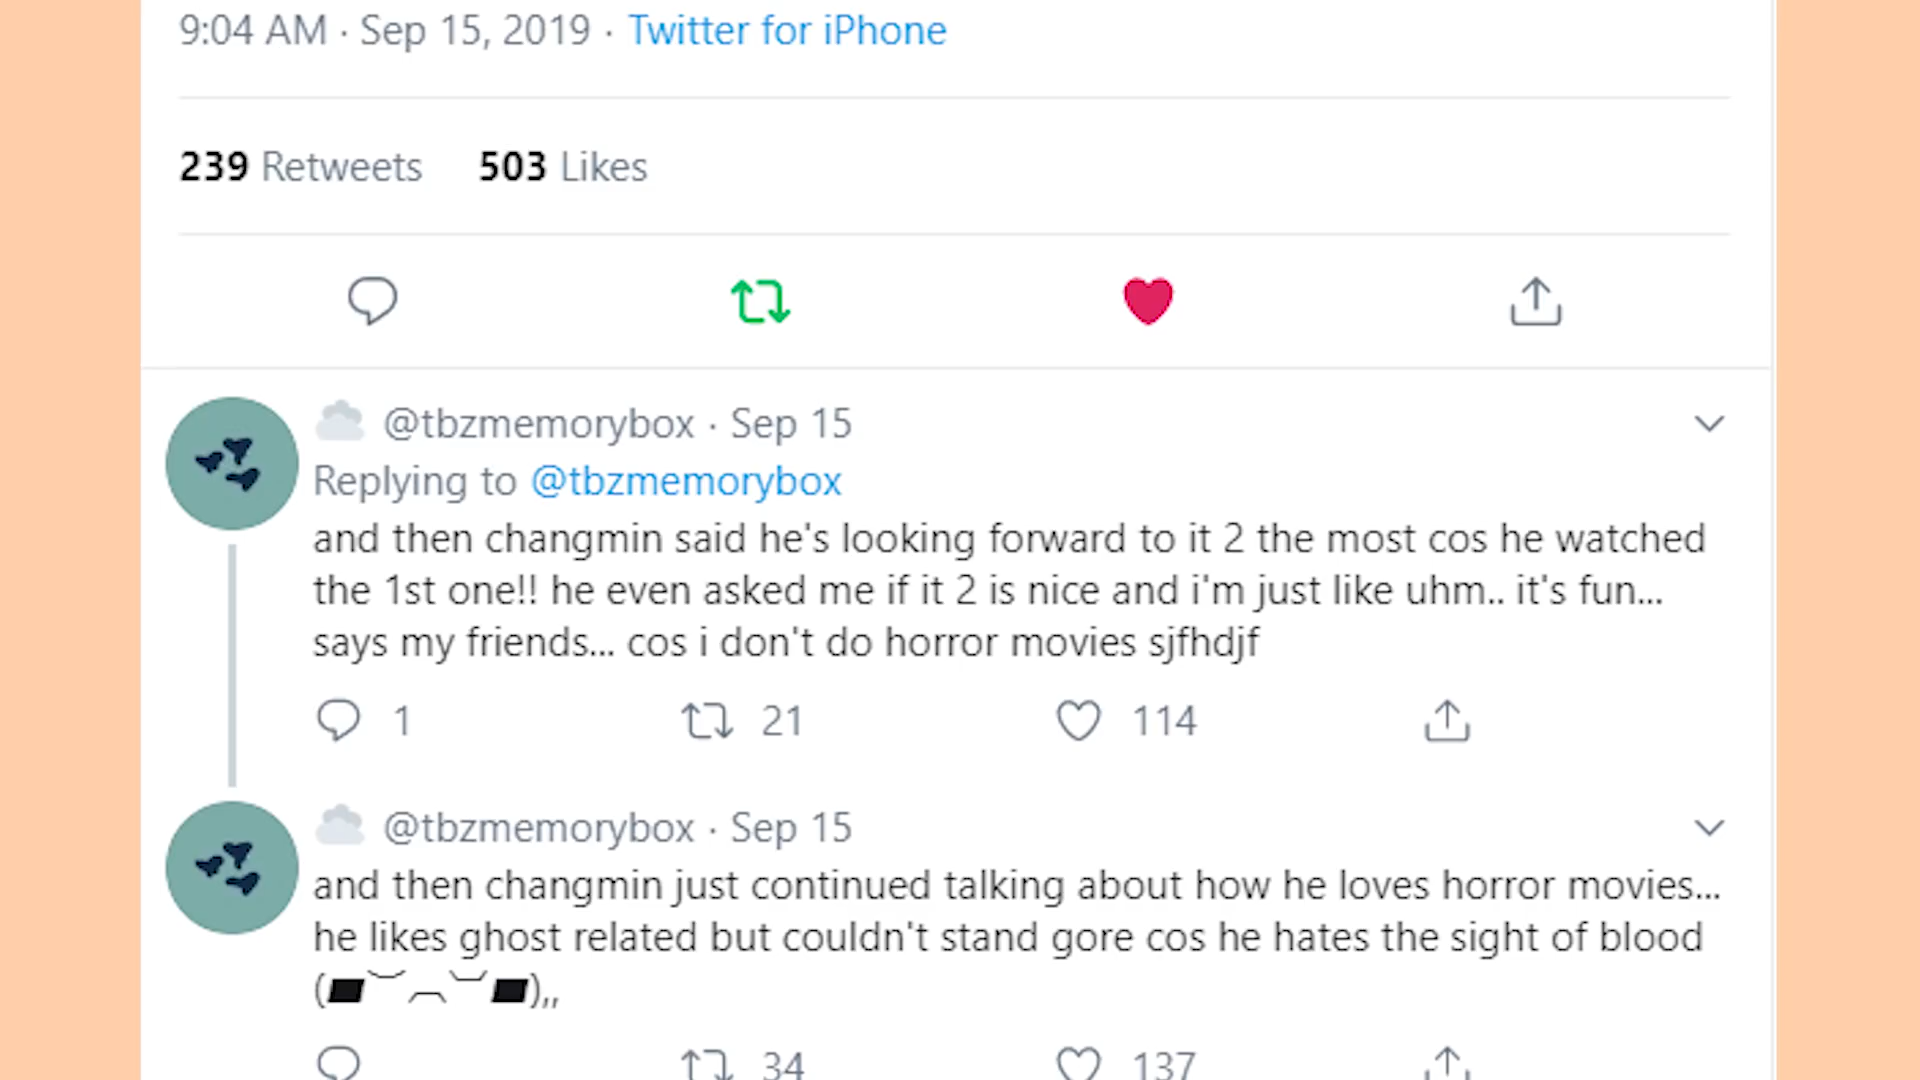 9:04 AM · Sep 15, 2019 · Twitter for iPhone
239 Retweets 503 Likes
@tbzmemorybox · Sep 15
Replying to @tbzmemorybox
and then changmin said he's looking forward to it 2 the most cos he watched
the 1st one!! he even asked me if it 2 is nice and i'm just like uhm.. it's fun...
says my friends... cos i don't do horror movies sjfhdjf
1 21 114
@tbzmemorybox · Sep 15
and then changmin just continued talking about how he loves horror movies...
he likes ghost related but couldn't stand gore cos he hates the sight of blood
(▰︶︹︶▰),,
34 137